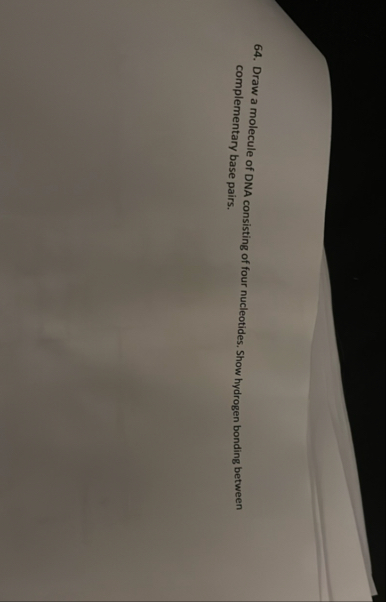 64. Draw a molecule of DNA consisting of four nucleotides. Show hydrogen bonding between
complementary base pairs.